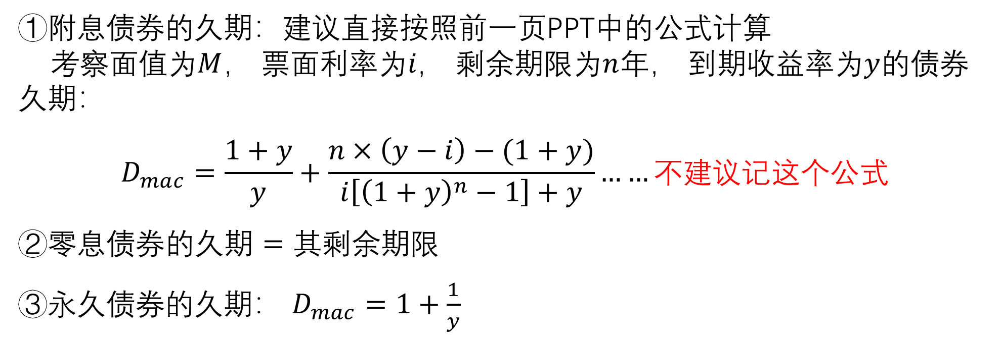 ①附息债券的久期：建议直接按照前一页PPT中的公式计算
考察面值为M，票面利率为i，剩余期限为n年，到期收益率为y的债券
久期：
D_{mac} = \frac{1+y}{y} + \frac{n×(y−i)−(1+y)}{i[(1+y)^n−1]+y} … … 不建议记这个公式
②零息债券的久期 = 其剩余期限
③永久债券的久期： D_{mac} = 1 + \frac{1}{y}